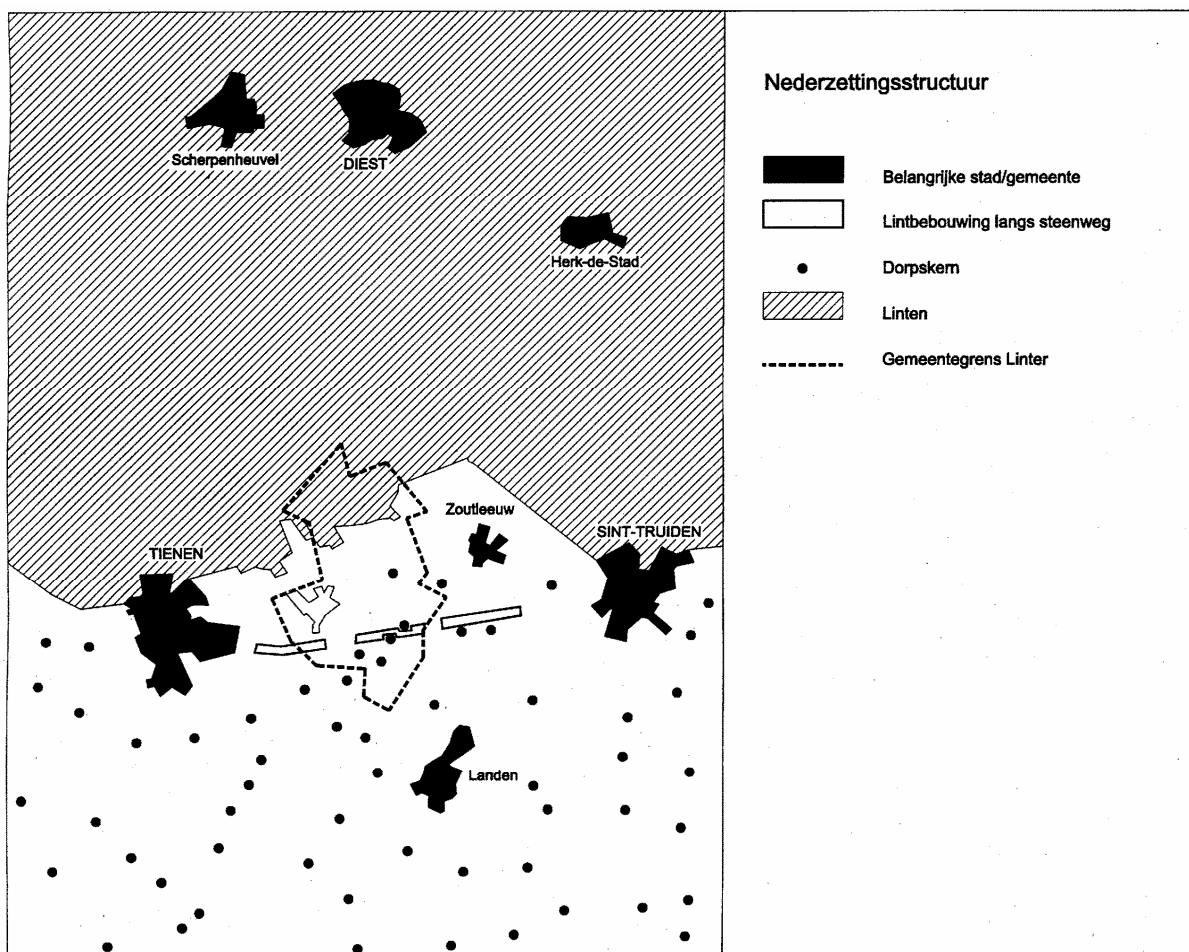 Nederzettingsstructuur
Belangrijke stad/gemeente
Lintbebouwing langs steenweg
Dorpskern
Linten
Gemeentegrens Linter
Scherpenheuvel
DIEST
Herk-de-Stad
Zoutleeuw
SINT-TRUIDEN
TIENEN
Landen